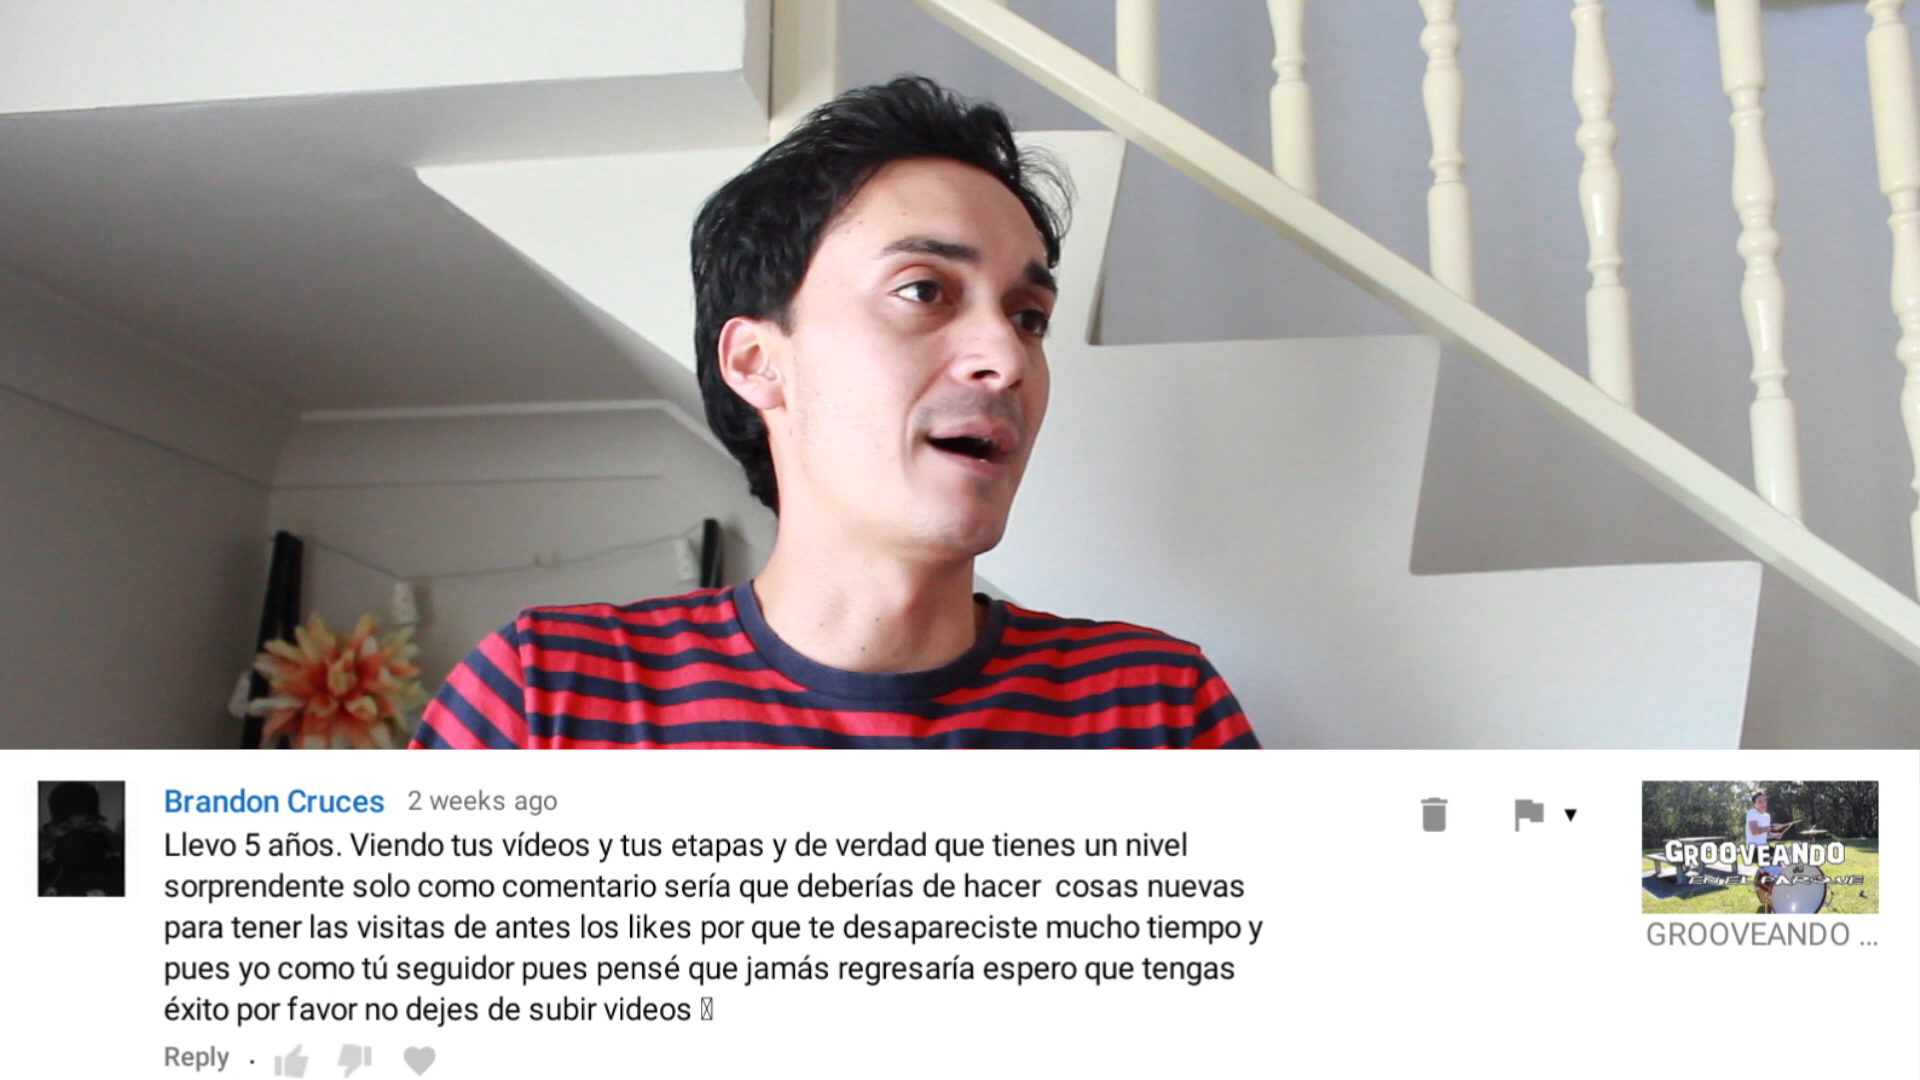 Brandon Cruces 2 weeks ago
Llevo 5 años. Viendo tus vídeos y tus etapas y de verdad que tienes un nivel
sorprendente solo como comentario sería que deberías de hacer  cosas nuevas
para tener las visitas de antes los likes por que te desapareciste mucho tiempo y
pues yo como tú seguidor pues pensé que jamás regresaría espero que tengas
éxito por favor no dejes de subir videos
Reply .
GROOVEANDO
EN EL PARQUE
GROOVEANDO ...